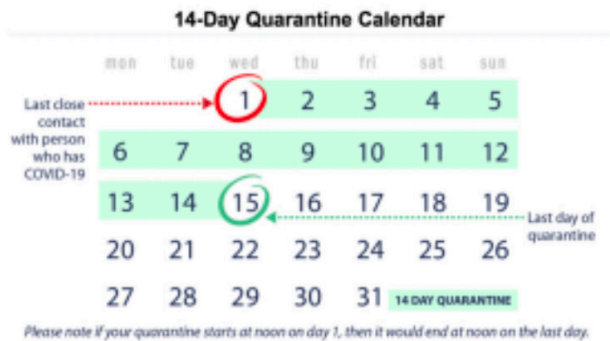 14-Day Quarantine Calendar
mon tue wed thu fri sat sun
1 2 3 4 5
Last close
contact
with person
who has
COVID-19
6 7 8 9 10 11 12
13 14 15 16 17 18 19
Last day of
quarantine
20 21 22 23 24 25 26
27 28 29 30 31 14 DAY QUARANTINE
Please note if your quarantine starts at noon on day 1, then it would end at noon on the last day.